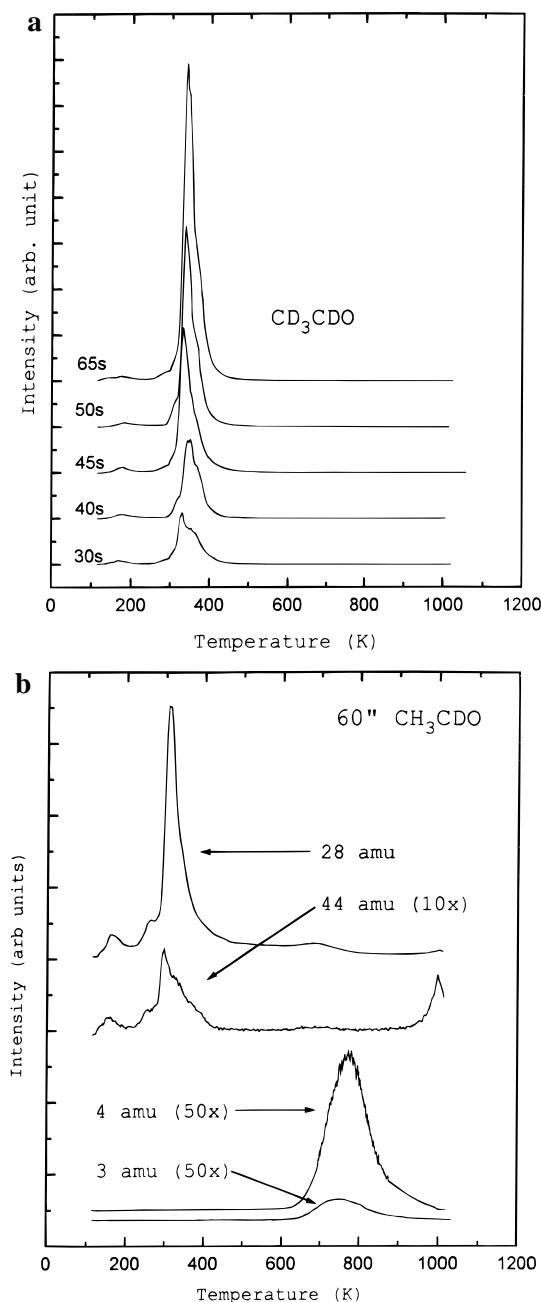 a
CD₃CDO
65s
50s
45s
40s
30s
Intensity (arb. unit)
0 200 400 600 800 1000 1200
Temperature (K)
b
60" CH₃CDO
28 amu
44 amu (10x)
4 amu (50x)
3 amu (50x)
Intensity (arb units)
0 200 400 600 800 1000 1200
Temperature (K)